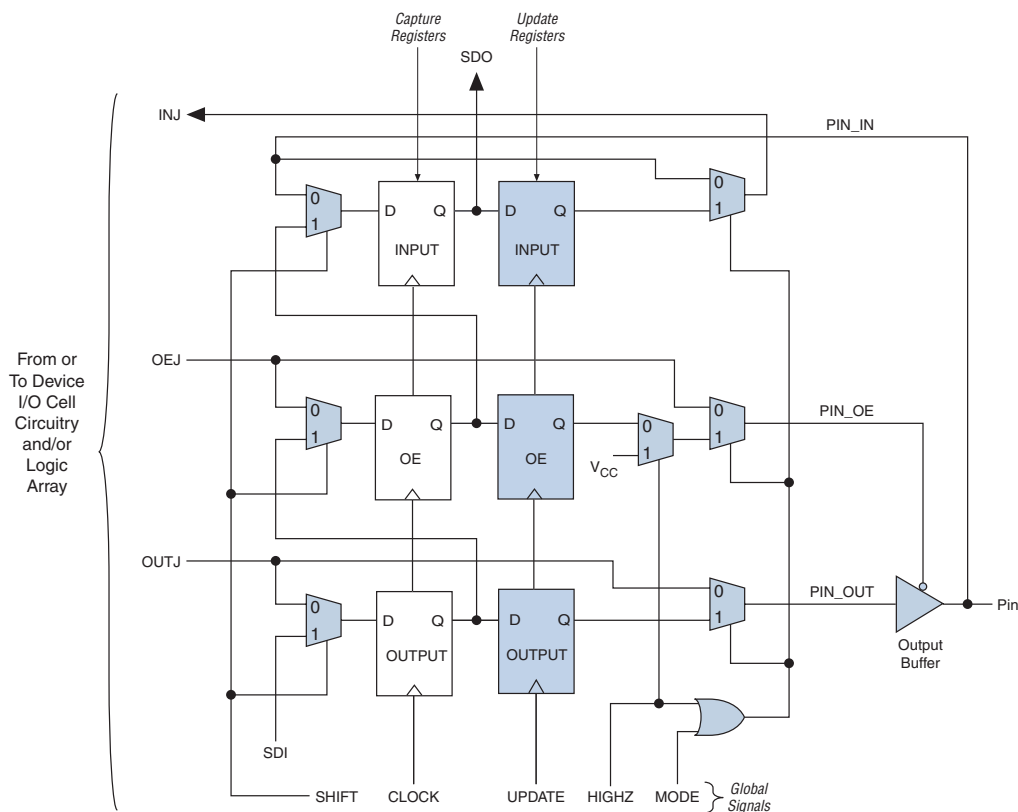 Capture
Registers
Update
Registers
SDO
INJ
PIN_IN
0
1
D Q
INPUT
D Q
INPUT
0
1
From or
To Device
I/O Cell
Circuitry
and/or
Logic
Array
OEJ
0
1
D Q
OE
D Q
OE
0
1
VCC
0
1
PIN_OE
OUTJ
0
1
D Q
OUTPUT
D Q
OUTPUT
0
1
PIN_OUT
Pin
Output
Buffer
SDI
SHIFT
CLOCK
UPDATE
HIGHZ
MODE
Global
Signals